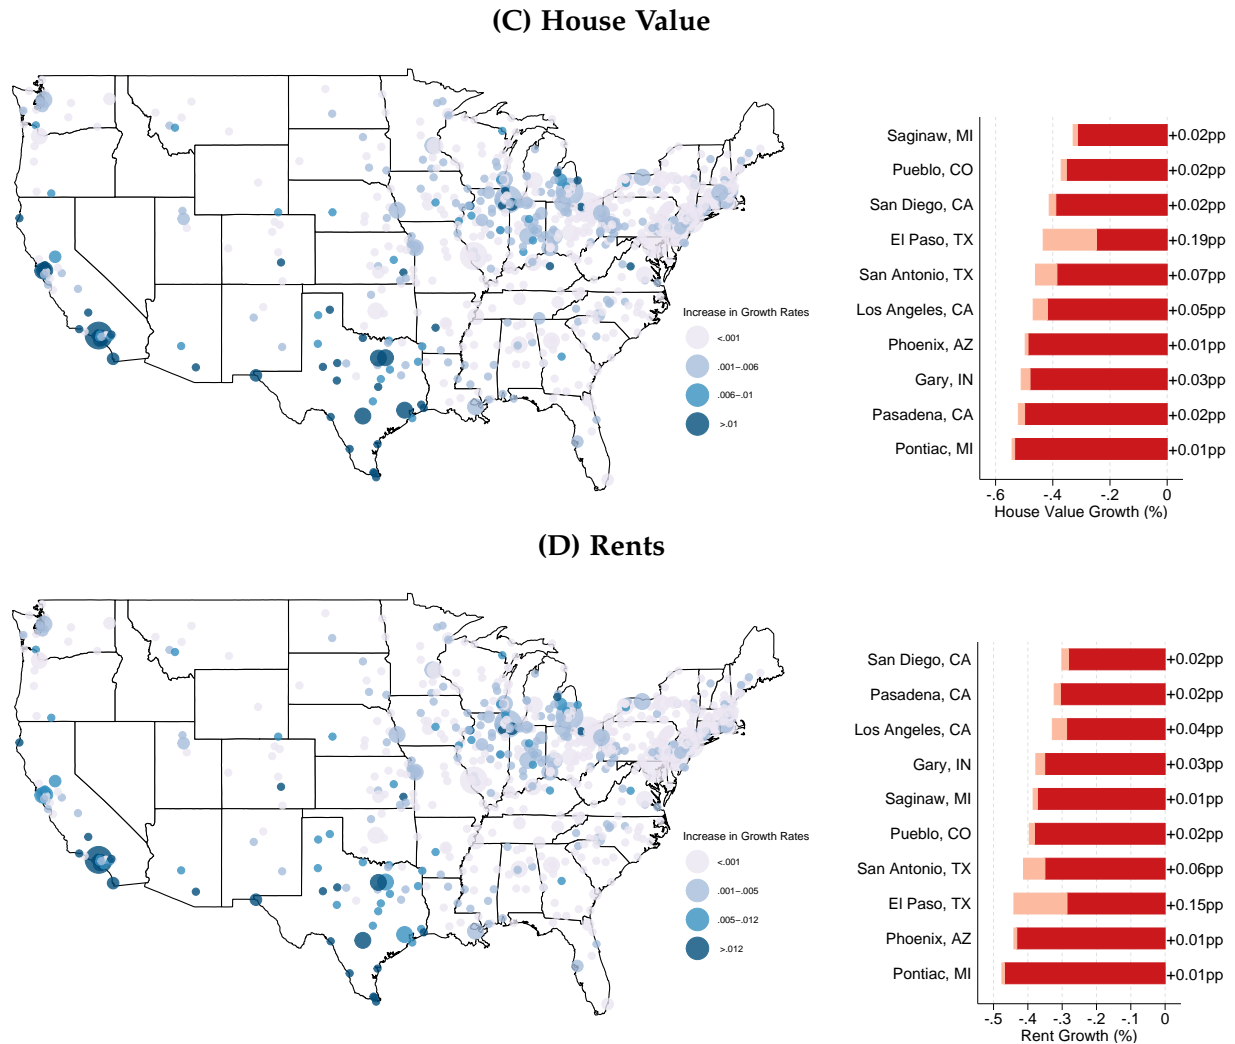 (C) House Value
Increase in Growth Rates
<.001
.001–.006
.006–.01
>.01
Saginaw, MI +0.02pp
Pueblo, CO +0.02pp
San Diego, CA +0.02pp
El Paso, TX +0.19pp
San Antonio, TX +0.07pp
Los Angeles, CA +0.05pp
Phoenix, AZ +0.01pp
Gary, IN +0.03pp
Pasadena, CA +0.02pp
Pontiac, MI +0.01pp
-.6 -.4 -.2 0
House Value Growth (%)
(D) Rents
Increase in Growth Rates
<.001
.001–.005
.005–.012
>.012
San Diego, CA +0.02pp
Pasadena, CA +0.02pp
Los Angeles, CA +0.04pp
Gary, IN +0.03pp
Saginaw, MI +0.01pp
Pueblo, CO +0.02pp
San Antonio, TX +0.06pp
El Paso, TX +0.15pp
Phoenix, AZ +0.01pp
Pontiac, MI +0.01pp
-.5 -.4 -.3 -.2 -.1 0
Rent Growth (%)